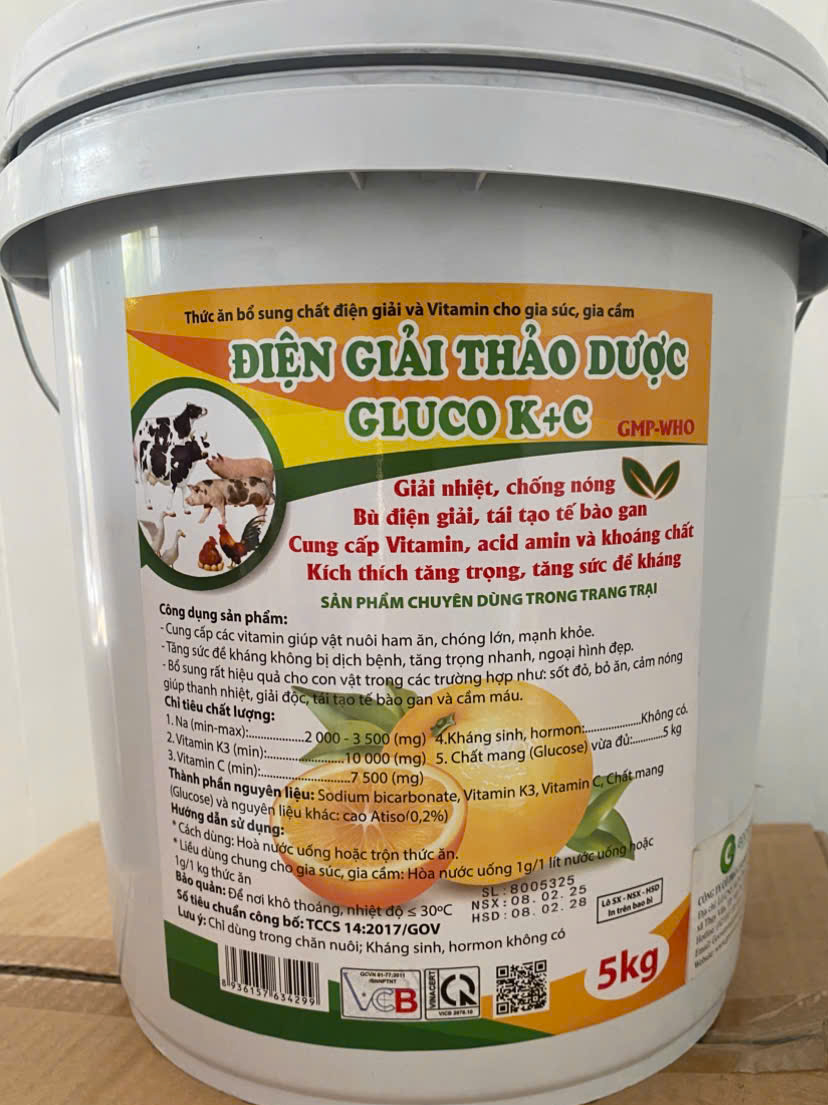 Thức ăn bổ sung chất điện giải và Vitamin cho gia súc, gia cầm
ĐIỆN GIẢI THẢO DƯỢC
GLUCO K+C
GMP-WHO
Giải nhiệt, chống nóng
Bù điện giải, tái tạo tế bào gan
Cung cấp Vitamin, acid amin và khoáng chất
Kích thích tăng trọng, tăng sức đề kháng
SẢN PHẨM CHUYÊN DÙNG TRONG TRANG TRẠI
Công dụng sản phẩm:
-Cung cấp các vitamin giúp vật nuôi ham ăn, chóng lớn, mạnh khỏe.
-Tăng sức đề kháng không bị dịch bệnh, tăng trọng nhanh, ngoại hình đẹp.
- Bổ sung rất hiệu quả cho con vật trong các trường hợp như: sốt đỏ, bỏ ăn, cảm nóng
giúp thanh nhiệt, giải độc, tái tạo tế bào gan và cầm máu.
Chỉ tiêu chất lượng:
1. Na (min-max):................2 000 - 3 500 (mg) 4.Kháng sinh, hormon:..............Không có.
2. Vitamin K3 (min):....................10 000 (mg) 5. Chất mang (Glucose) vừa đủ:..........5 kg
3. Vitamin C (min):.......................7 500 (mg)
Thành phần nguyên liệu: Sodium bicarbonate, Vitamin K3, Vitamin C, Chất mang
(Glucose) và nguyên liệu khác: cao Atiso(0,2%)
Hướng dẫn sử dụng:
* Cách dùng: Hoà nước uống hoặc trộn thức ăn.
* Liều dùng chung cho gia súc, gia cầm: Hòa nước uống 1g/1 lít nước uống hoặc
1g/1 kg thức ăn
Bảo quản: Để nơi khô thoáng, nhiệt độ ≤ 30ºC
Số tiêu chuẩn công bố: TCCS 14:2017/GOV
Lưu ý: Chỉ dùng trong chăn nuôi; Kháng sinh, hormon không có
SL : 8005325
NSX : 08. 02. 25
HSD : 08. 02. 28
Lô SX - NSX - HSD
In trên bao bì
8 936157 634299
VCB
VINACERT
5kg